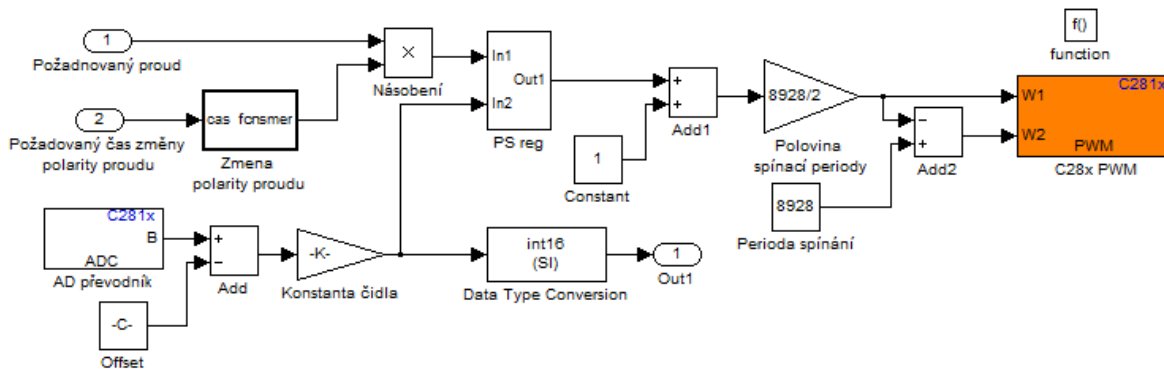 1
Požadnovaný proud
2
Požadovaný čas změny
polarity proudu
cas fcnsmer
Zmena
polarity proudu
×
Násobení
In1
In2
Out1
PS reg
+
+
Add1
1
Constant
8928/2
Polovina
spínací periody
8928
Perioda spínání
−
+
Add2
f()
function
C281x
W1
W2
PWM
C28x PWM
C281x
B
ADC
AD převodník
-C-
Offset
+
−
Add
-K-
Konstanta čidla
int16
(SI)
Data Type Conversion
1
Out1